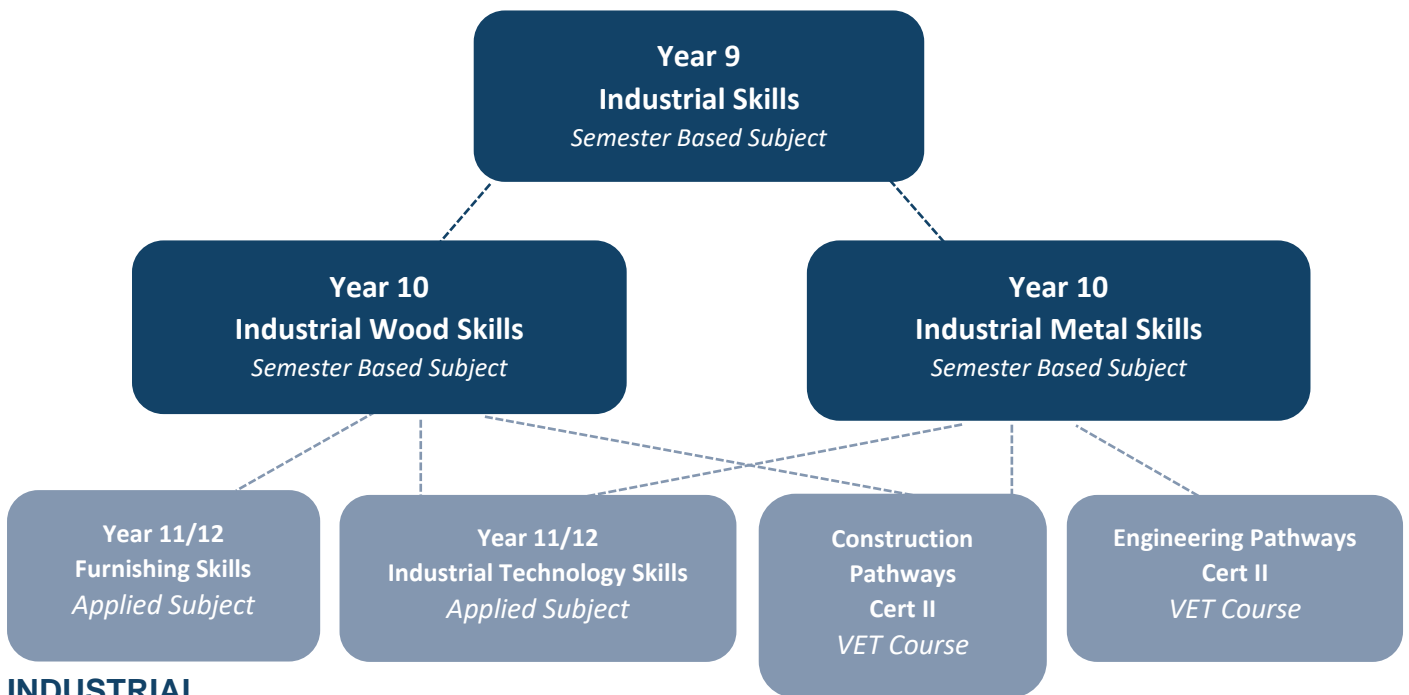 Year 9
Industrial Skills
Semester Based Subject
Year 10
Industrial Wood Skills
Semester Based Subject
Year 10
Industrial Metal Skills
Semester Based Subject
Year 11/12
Furnishing Skills
Applied Subject
Year 11/12
Industrial Technology Skills
Applied Subject
Construction
Pathways
Cert II
VET Course
Engineering Pathways
Cert II
VET Course
INDUSTRIAL